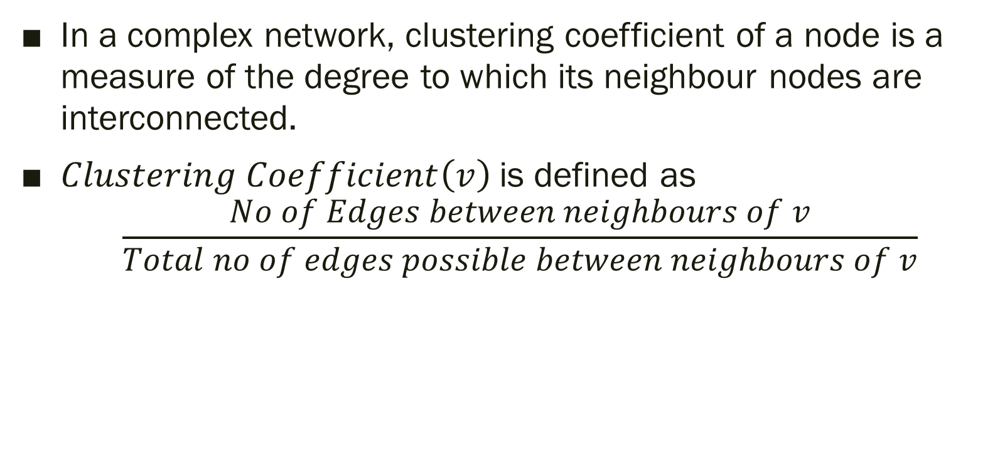 ■ In a complex network, clustering coefficient of a node is a
measure of the degree to which its neighbour nodes are
interconnected.
■ Clustering Coefficient(v) is defined as
No of Edges between neighbours of v
Total no of edges possible between neighbours of v